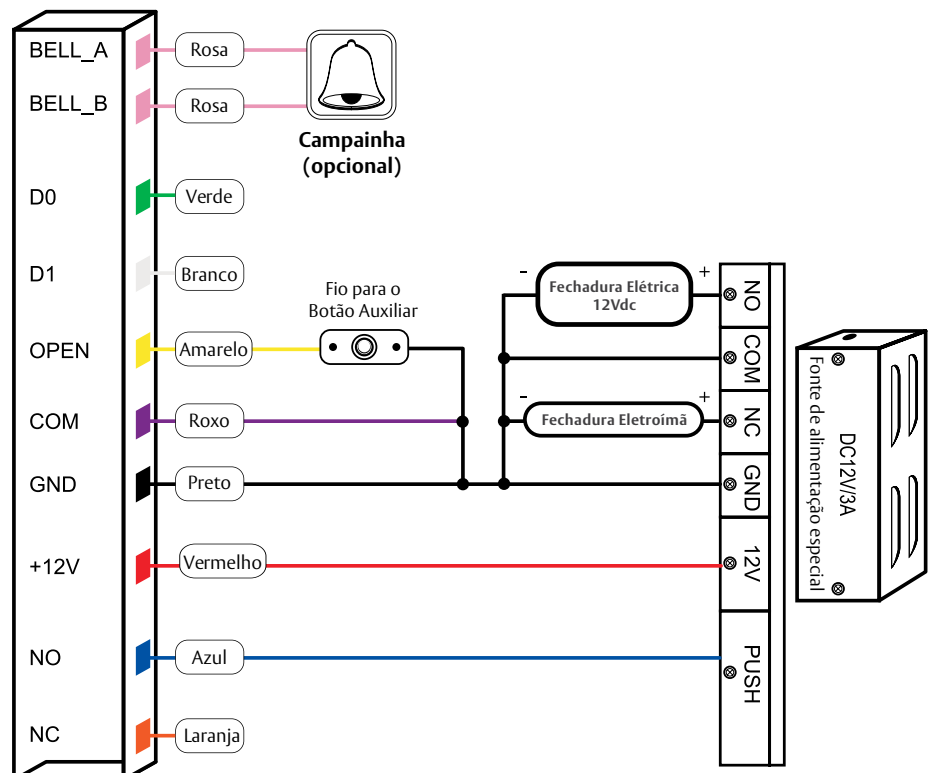 BELL_A
Rosa
BELL_B
Rosa
Campainha
(opcional)
D0
Verde
D1
Branco
Fio para o
Botão Auxiliar
OPEN
Amarelo
COM
Roxo
GND
Preto
+12V
Vermelho
NO
Azul
NC
Laranja
-
+
Fechadura Elétrica
12Vdc
-
+
Fechadura Eletroímã
NO
COM
NC
GND
12V
PUSH
DC12V/3A
Fonte de alimentação especial